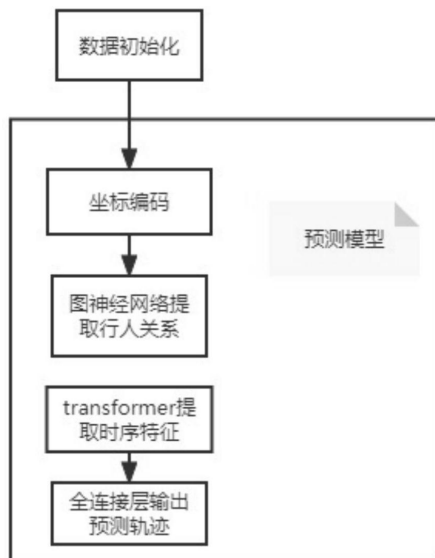 数据初始化
坐标编码
预测模型
图神经网络提
取行人关系
transformer提
取时序特征
全连接层输出
预测轨迹